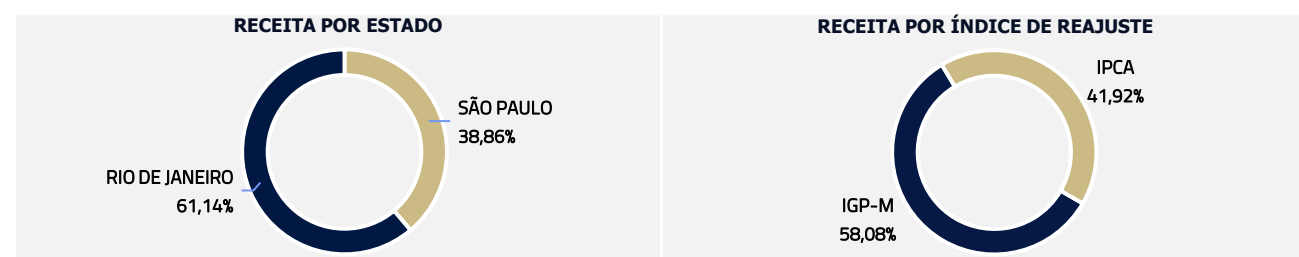 RECEITA POR ESTADO
SÃO PAULO
38,86%
RIO DE JANEIRO
61,14%
RECEITA POR ÍNDICE DE REAJUSTE
IPCA
41,92%
IGP-M
58,08%